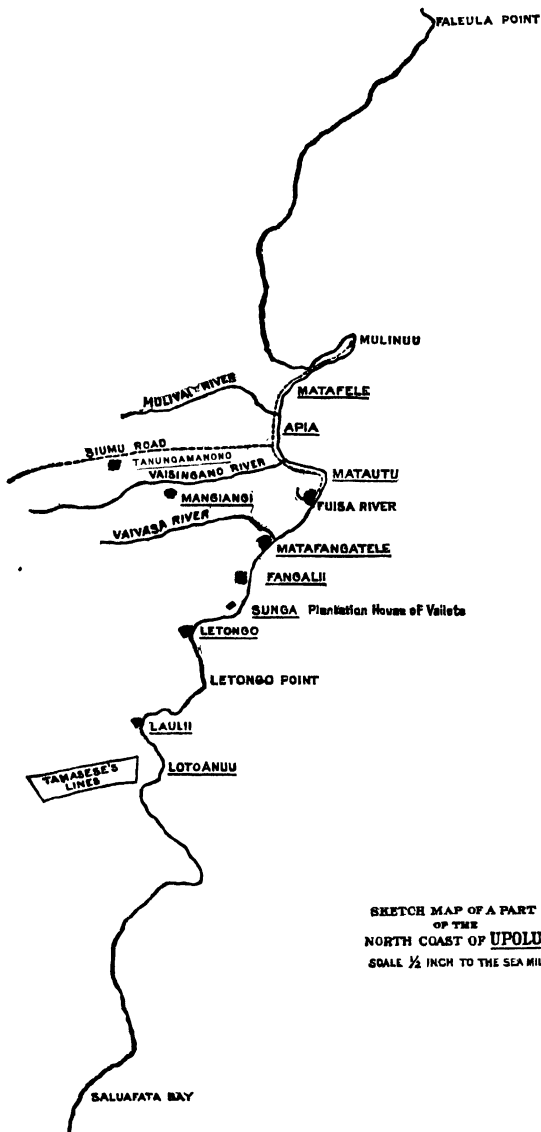 FALEULA POINT
MULINUU
MATAFELE
MULIVAI RIVER
APIA
SIUMU ROAD
TANUNGAMANONO
VAISINGANO RIVER
MATAUTU
MANGIANGI
FUISA RIVER
VAIVASA RIVER
MATAFANGATELE
FANGALII
SUNGA Plantation House of Vailele
LETONGO
LETONGO POINT
LAULII
LOTOANUU
TAMASESE'S
LINES
SKETCH MAP OF A PART
OF THE
NORTH COAST OF UPOLU
SCALE ½ INCH TO THE SEA MIL
SALUAFATA BAY